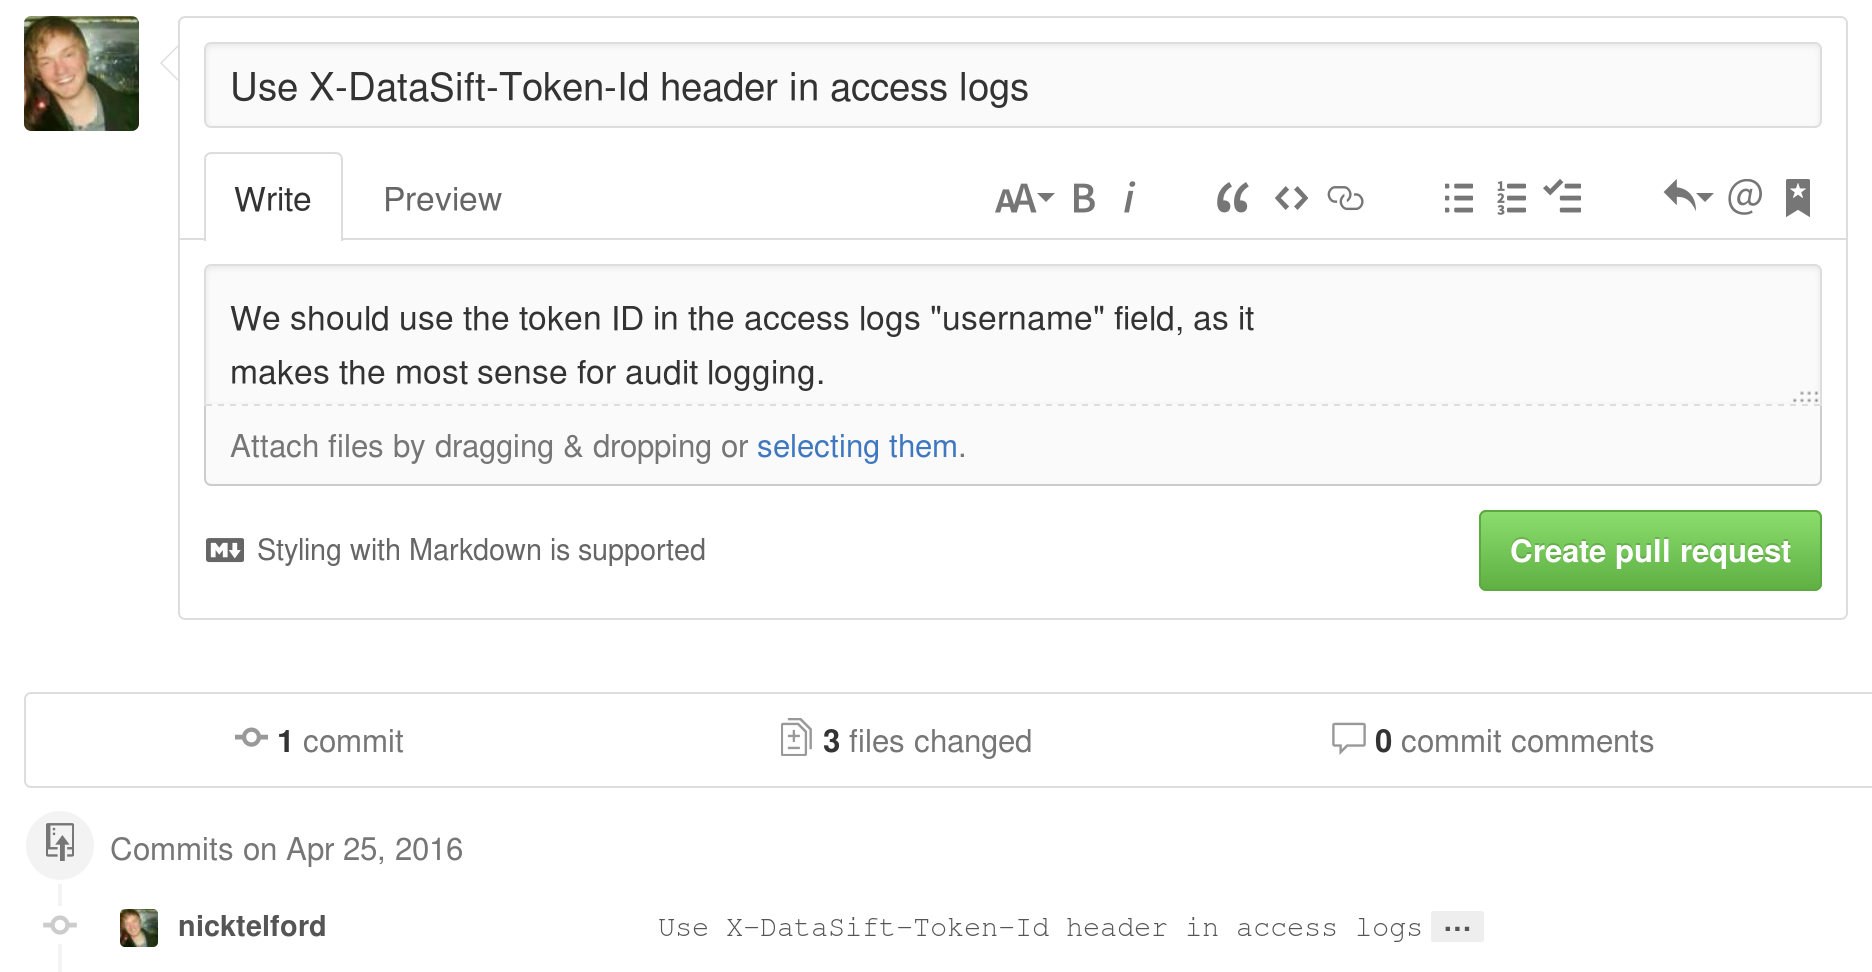 Use X-DataSift-Token-Id header in access logs
Write
Preview
AA B i
We should use the token ID in the access logs "username" field, as it
makes the most sense for audit logging.
Attach files by dragging & dropping or selecting them.
M Styling with Markdown is supported
Create pull request
1 commit
3 files changed
0 commit comments
Commits on Apr 25, 2016
nicktelford
Use X-DataSift-Token-Id header in access logs ...